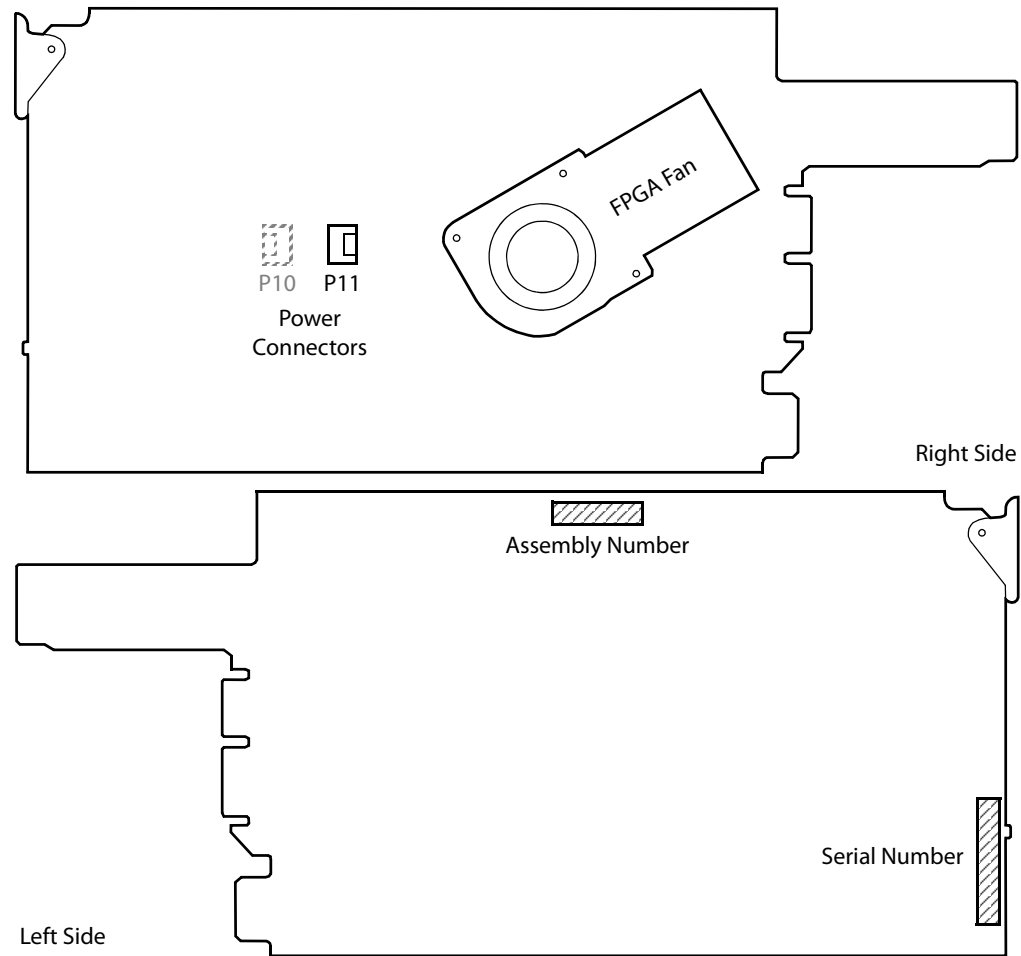 FPGA Fan
P10
P11
Power
Connectors
Right Side
Assembly Number
Serial Number
Left Side